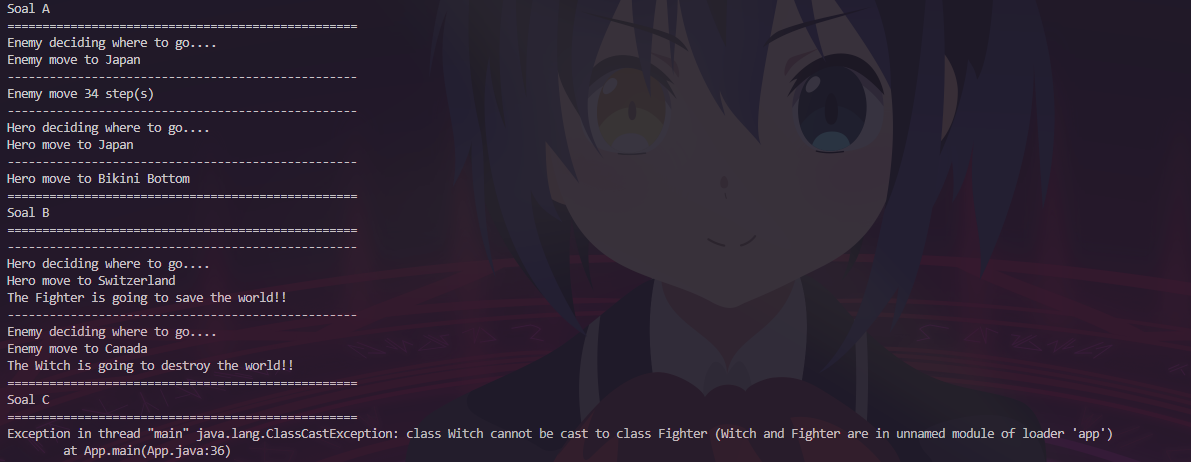 Soal A
==================================================
Enemy deciding where to go....
Enemy move to Japan
--------------------------------------------------
Enemy move 34 step(s)
--------------------------------------------------
Hero deciding where to go....
Hero move to Japan
--------------------------------------------------
Hero move to Bikini Bottom
==================================================
Soal B
==================================================
--------------------------------------------------
Hero deciding where to go....
Hero move to Switzerland
The Fighter is going to save the world!!
--------------------------------------------------
Enemy deciding where to go....
Enemy move to Canada
The Witch is going to destroy the world!!
==================================================
Soal C
==================================================
Exception in thread "main" java.lang.ClassCastException: class Witch cannot be cast to class Fighter (Witch and Fighter are in unnamed module of loader 'app')
        at App.main(App.java:36)